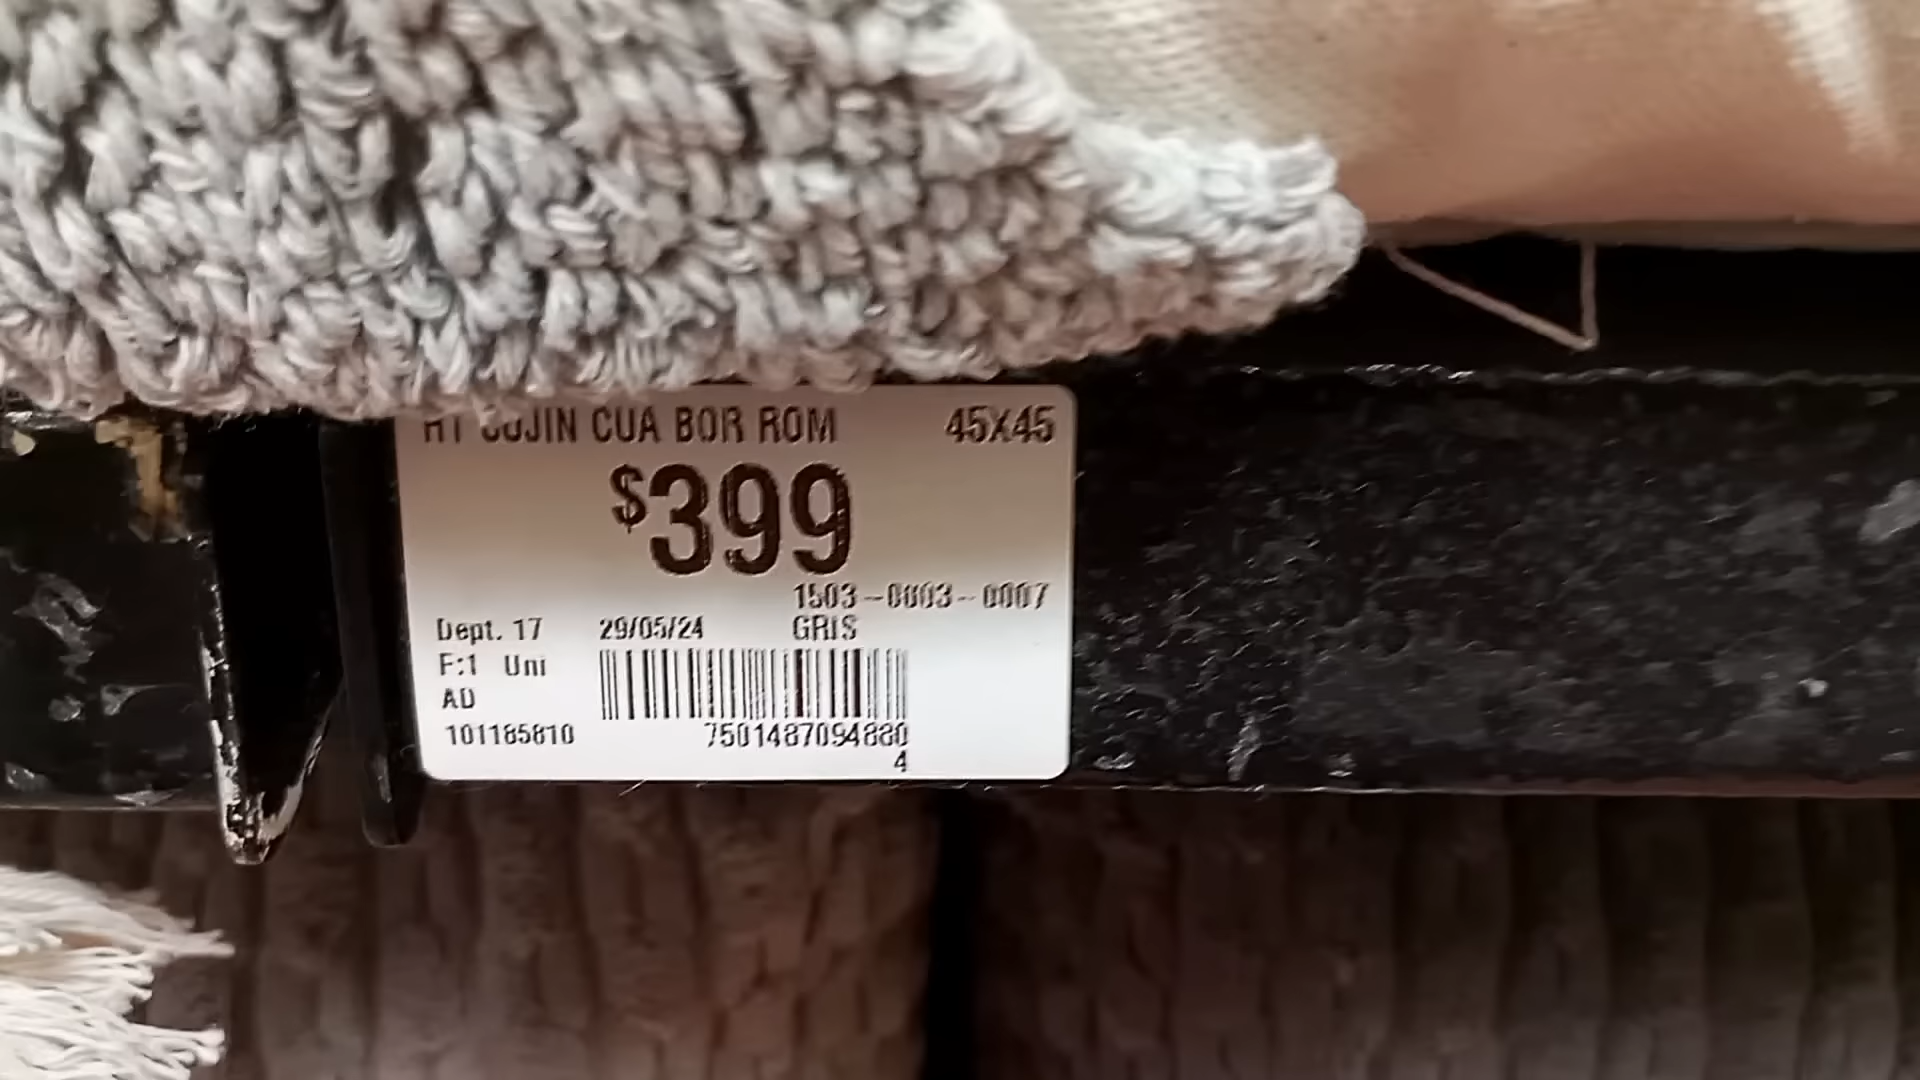 CUA BOR ROM 45X45
$399
1503-0003-0007
Dept. 17 29/05/24 GRIS
F:1 Uni
AD
101185810 7501487094880
4